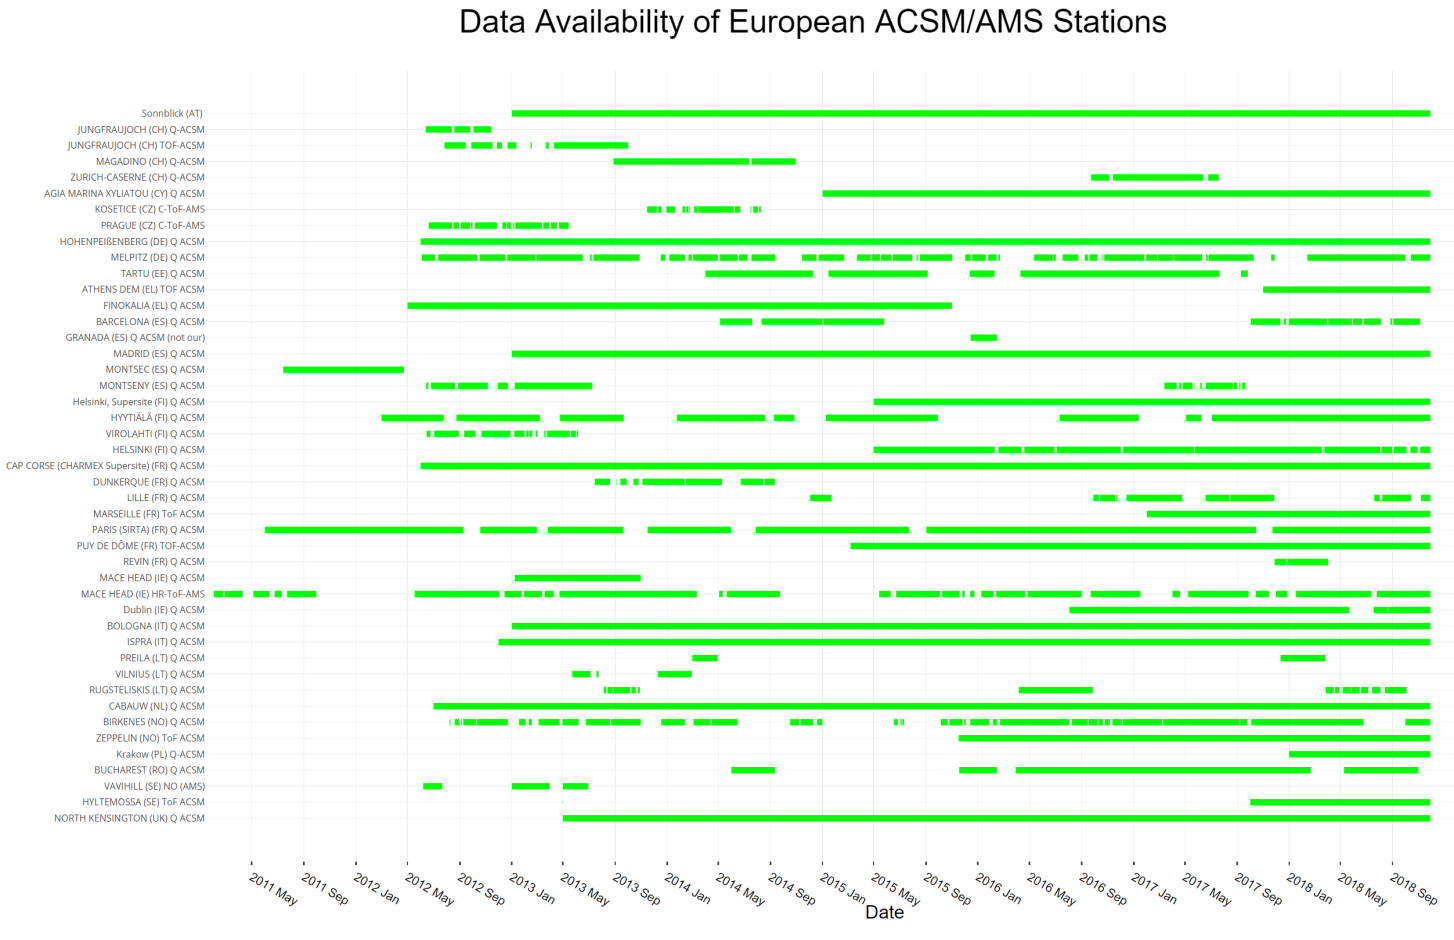 Data Availability of European ACSM/AMS Stations
Sonnblick (AT)
JUNGFRAUJOCH (CH) Q-ACSM
JUNGFRAUJOCH (CH) TOF-ACSM
MAGADINO (CH) Q-ACSM
ZURICH-CASERNE (CH) Q-ACSM
AGIA MARINA XYLIATOU (CY) Q ACSM
KOSETICE (CZ) C-ToF-AMS
PRAGUE (CZ) C-ToF-AMS
HOHENPEIßENBERG (DE) Q ACSM
MELPITZ (DE) Q ACSM
TARTU (EE) Q ACSM
ATHENS DEM (EL) TOF ACSM
FINOKALIA (EL) Q ACSM
BARCELONA (ES) Q ACSM
GRANADA (ES) Q ACSM (not our)
MADRID (ES) Q ACSM
MONTSEC (ES) Q ACSM
MONTSENY (ES) Q ACSM
Helsinki, Supersite (FI) Q ACSM
HYYTIÄLÄ (FI) Q ACSM
VIROLAHTI (FI) Q ACSM
HELSINKI (FI) Q ACSM
CAP CORSE (CHARMEX Supersite) (FR) Q ACSM
DUNKERQUE (FR) Q ACSM
LILLE (FR) Q ACSM
MARSEILLE (FR) ToF ACSM
PARIS (SIRTA) (FR) Q ACSM
PUY DE DÔME (FR) TOF-ACSM
REVIN (FR) Q ACSM
MACE HEAD (IE) Q ACSM
MACE HEAD (IE) HR-ToF-AMS
Dublin (IE) Q ACSM
BOLOGNA (IT) Q ACSM
ISPRA (IT) Q ACSM
PREILA (LT) Q ACSM
VILNIUS (LT) Q ACSM
RUGSTELISKIS (LT) Q ACSM
CABAUW (NL) Q ACSM
BIRKENES (NO) Q ACSM
ZEPPELIN (NO) ToF ACSM
Krakow (PL) Q-ACSM
BUCHAREST (RO) Q ACSM
VAVIHILL (SE) NO (AMS)
HYLTEMOSSA (SE) ToF ACSM
NORTH KENSINGTON (UK) Q ACSM
2011 May
2011 Sep
2012 Jan
2012 May
2012 Sep
2013 Jan
2013 May
2013 Sep
2014 Jan
2014 May
2014 Sep
2015 Jan
2015 May
2015 Sep
2016 Jan
2016 May
2016 Sep
2017 Jan
2017 May
2017 Sep
2018 Jan
2018 May
2018 Sep
Date